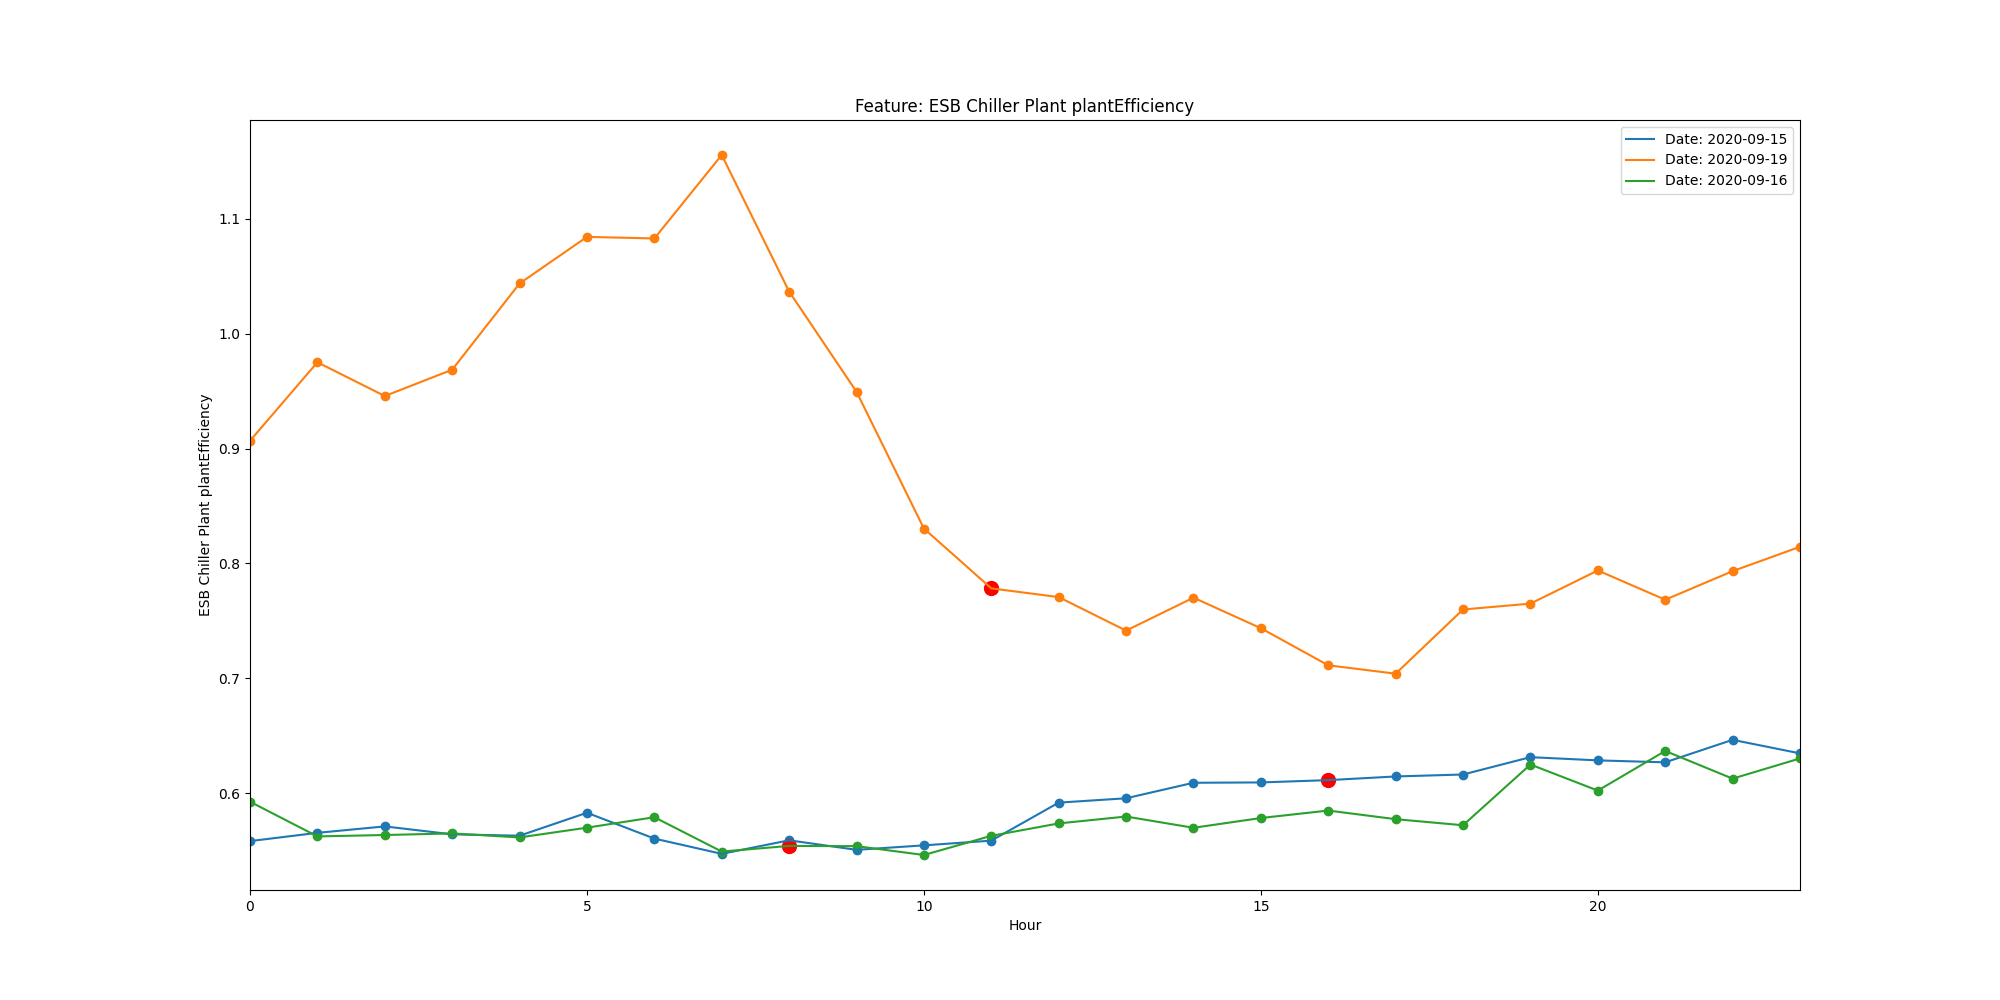 Feature: ESB Chiller Plant plantEfficiency
Date: 2020-09-15
Date: 2020-09-19
Date: 2020-09-16
ESB Chiller Plant plantEfficiency
1.1
1.0
0.9
0.8
0.7
0.6
0 5 10 15 20
Hour